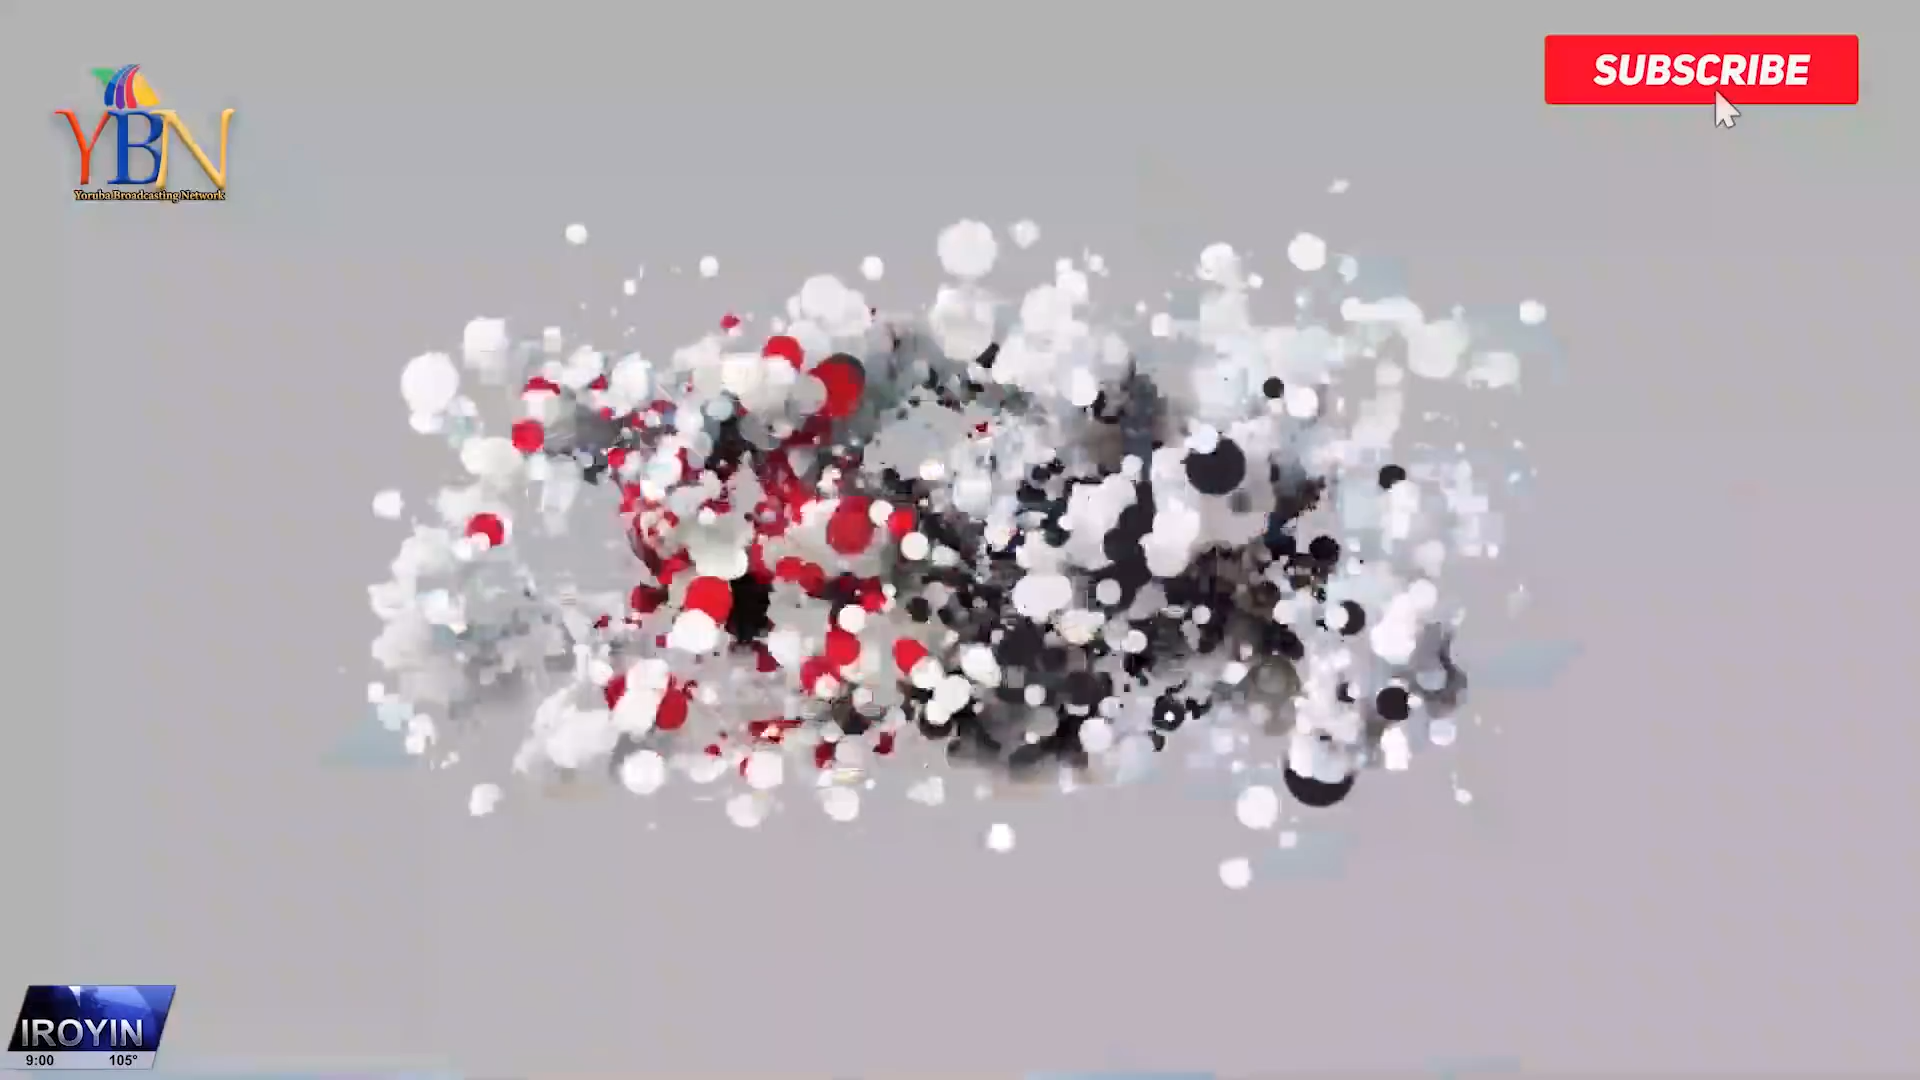 SUBSCRIBE
YBN
Yoruba Broadcasting Network
IROYIN
9:00 105°